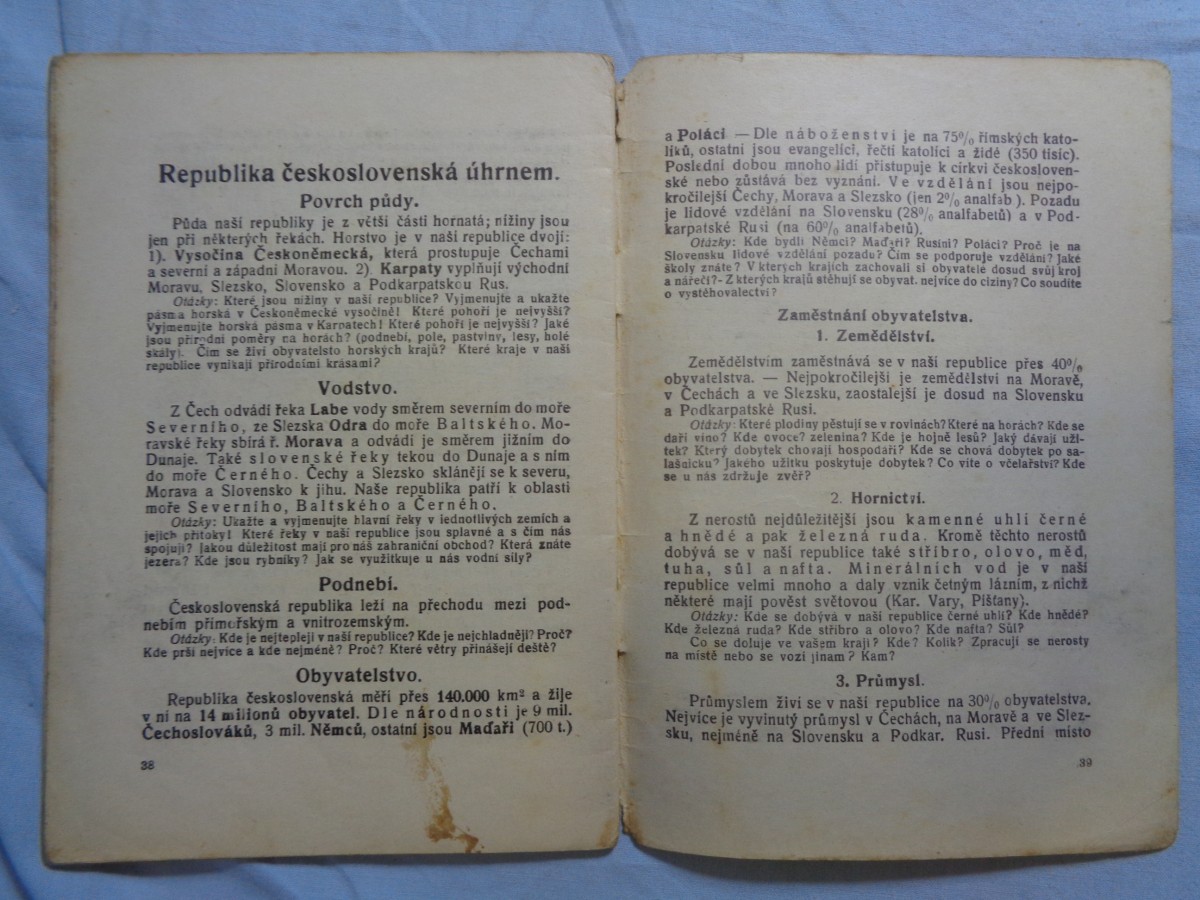 Republika československá úhrnem.
Povrch půdy.
Půda naší republiky je z větší části hornatá; nížiny jsou
jen při některých řekách. Horstvo je v naší republice dvojí:
1). Vysočina Českoněmecká, která prostupuje Čechami
a severní a západní Moravou. 2). Karpaty vyplňují východní
Moravu, Slezsko, Slovensko a Podkarpatskou Rus.
Otázky: Které jsou nížiny v naší republice? Vyjmenujte a ukažte
pásma horská v Českoněmecké vysočině! Které pohoří je nejvyšší?
Vyjmenujte horská pásma v Karpatech! Které pohoří je nejvyšší? Jaké
jsou přírodní poměry na horách? (podnebí, pole, pastviny, lesy, holé
skály). Čím se živí obyvatelsto horských krajů? Které kraje v naší
republice vynikají přírodními krásami?
Vodstvo.
Z Čech odvádí řeka Labe vody směrem severním do moře
Severního, ze Slezska Odra do moře Baltského. Mo-
ravské řeky sbírá ř. Morava a odvádí je směrem jižním do
Dunaje. Také slovenské řeky tekou do Dunaje a s ním
do moře Černého. Čechy a Slezsko sklánějí se k severu,
Morava a Slovensko k jihu. Naše republika patří k oblasti
moře Severního, Baltského a Černého.
Otázky: Ukažte a vyjmenujte hlavní řeky v jednotlivých zemích a
jejich přítoky! Které řeky v naší republice jsou splavné a s čím nás
spojují? Jakou důležitost mají pro náš zahraniční obchod? Která znáte
jezera? Kde jsou rybníky? Jak se využitkuje u nás vodní síly?
Podnebí.
Československá republika leží na přechodu mezi pod-
nebím přímořským a vnitrozemským.
Otázky: Kde je nejtepleji v naší republice? Kde je nejchladněji? Proč?
Kde prší nejvíce a kde nejméně? Proč? Které větry přinášejí deště?
Obyvatelstvo.
Republika československá měří přes 140.000 km² a žije
v ní na 14 milionů obyvatel. Dle národnosti je 9 mil.
Čechoslováků, 3 mil. Němců, ostatní jsou Maďaři (700 t.)
38
a Poláci — Dle náboženství je na 75% římských kato-
líků, ostatní jsou evangelíci, řečtí katolíci a židé (350 tisíc).
Poslední dobou mnoho lidí přistupuje k církvi českosloven-
ské nebo zůstává bez vyznání. Ve vzdělání jsou nejpo-
kročilejší Čechy, Morava a Slezsko (jen 2% analfab). Pozadu
je lidové vzdělání na Slovensku (28% analfabetů) a v Pod-
karpatské Rusi (na 60% analfabetů).
Otázky: Kde bydlí Němci? Maďaři? Rusíni? Poláci? Proč je na
Slovensku lidové vzdělání pozadu? Čím se podporuje vzdělání? Jaké
školy znáte? V kterých krajích zachovali si obyvatelé dosud svůj kroj
a nářečí?- Z kterých krajů stěhují se obyvat. nejvíce do ciziny? Co soudíte
o vystěhovalectví?
Zaměstnání obyvatelstva.
1. Zemědělství.
Zemědělstvím zaměstnává se v naší republice přes 40%
obyvatelstva. — Nejpokročilejší je zemědělství na Moravě,
v Čechách a ve Slezsku, zaostalejší je dosud na Slovensku
a Podkarpatské Rusi.
Otázky: Které plodiny pěstují se v rovinách? Které na horách? Kde se
daří víno? Kde ovoce? zelenina? Kde je hojně lesů? Jaký dávají uži-
tek? Který dobytek chovají hospodáři? Kde se chová dobytek po sa-
lašnicku? Jakého užitku poskytuje dobytek? Co víte o včelařství? Kde
se u nás zdržuje zvěř?
2. Hornictví.
Z nerostů nejdůležitější jsou kamenné uhlí černé
a hnědé a pak železná ruda. Kromě těchto nerostů
dobývá se v naší republice také stříbro, olovo, měď,
tuha, sůl a nafta. Minerálních vod je v naší
republice velmi mnoho a daly vznik četným lázním, z nichž
některé mají pověst světovou (Kar. Vary, Píšťany).
Otázky: Kde se dobývá v naší republice černé uhlí? Kde hnědé?
Kde železná ruda? Kde stříbro a olovo? Kde nafta? Sůl?
Co se doluje ve vašem kraji? Kde? Kolik? Zpracují se nerosty
na místě nebo se vozí jinam? Kam?
3. Průmysl.
Průmyslem živí se v naší republice na 30% obyvatelstva.
Nejvíce je vyvinutý průmysl v Čechách, na Moravě a ve Slez-
sku, nejméně na Slovensku a Podkar. Rusi. Přední místo
39